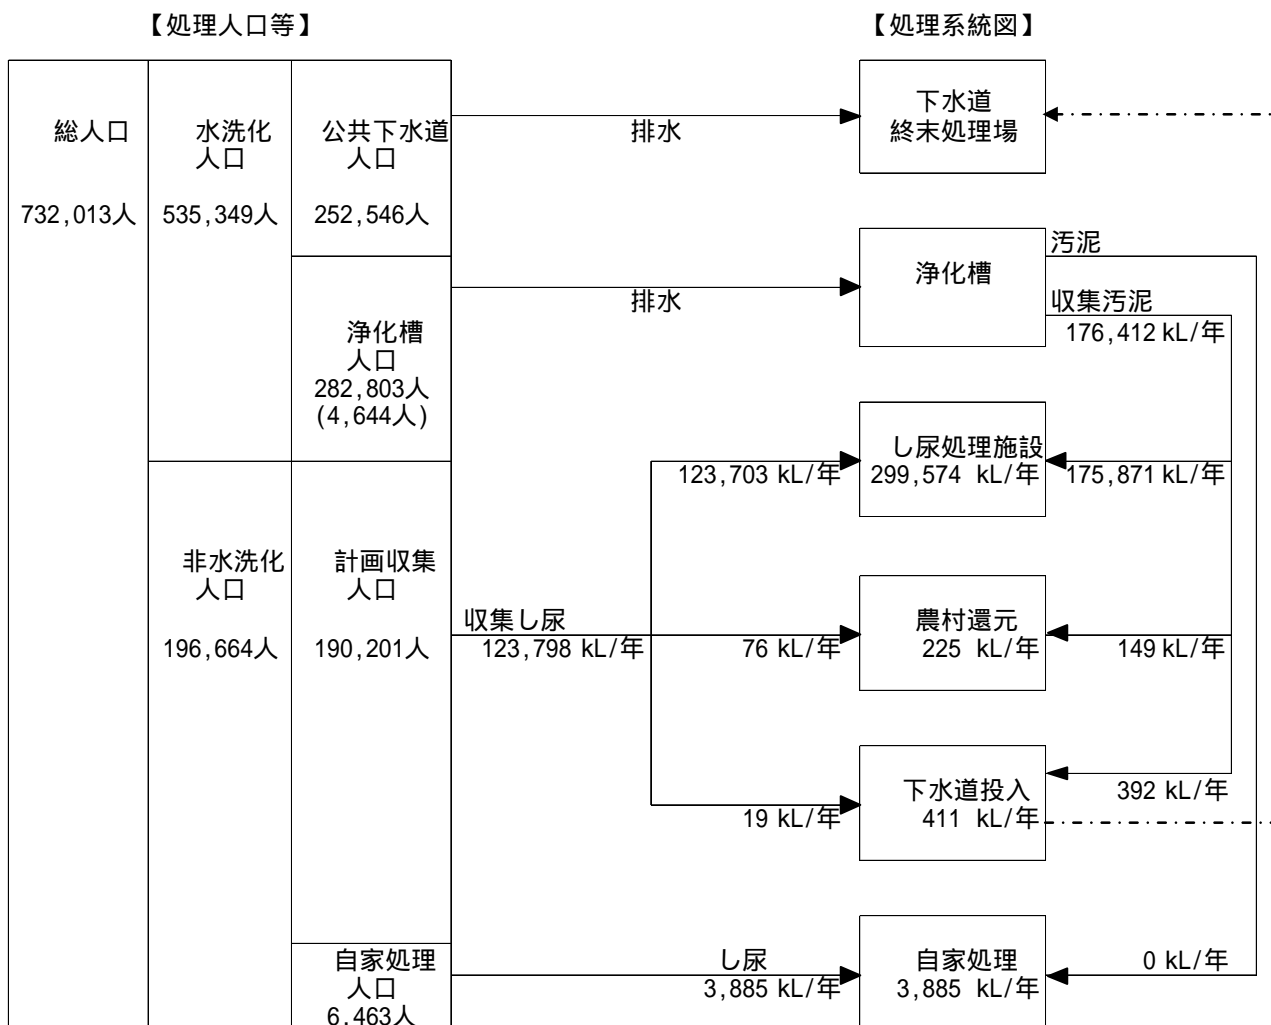 【処理人口等】
【処理系統図】
総人口
732,013人
水洗化
人口
535,349人
公共下水道
人口
252,546人
浄化槽
人口
282,803人
(4,644人)
非水洗化
人口
196,664人
計画収集
人口
190,201人
自家処理
人口
6,463人
排水
排水
収集し尿
123,798 kL/年
123,703 kL/年
76 kL/年
19 kL/年
し尿
3,885 kL/年
下水道
終末処理場
浄化槽
し尿処理施設
299,574 kL/年
農村還元
225 kL/年
下水道投入
411 kL/年
自家処理
3,885 kL/年
汚泥
収集汚泥
176,412 kL/年
175,871 kL/年
149 kL/年
392 kL/年
0 kL/年